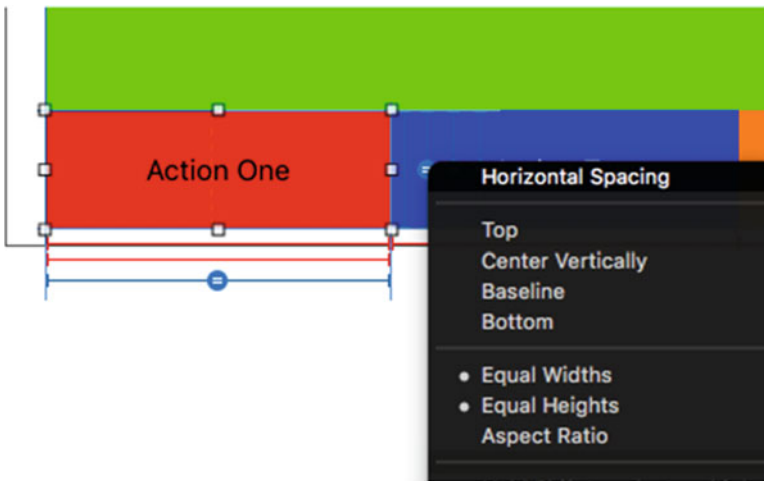 Action One
Horizontal Spacing
Top
Center Vertically
Baseline
Bottom
Equal Widths
Equal Heights
Aspect Ratio